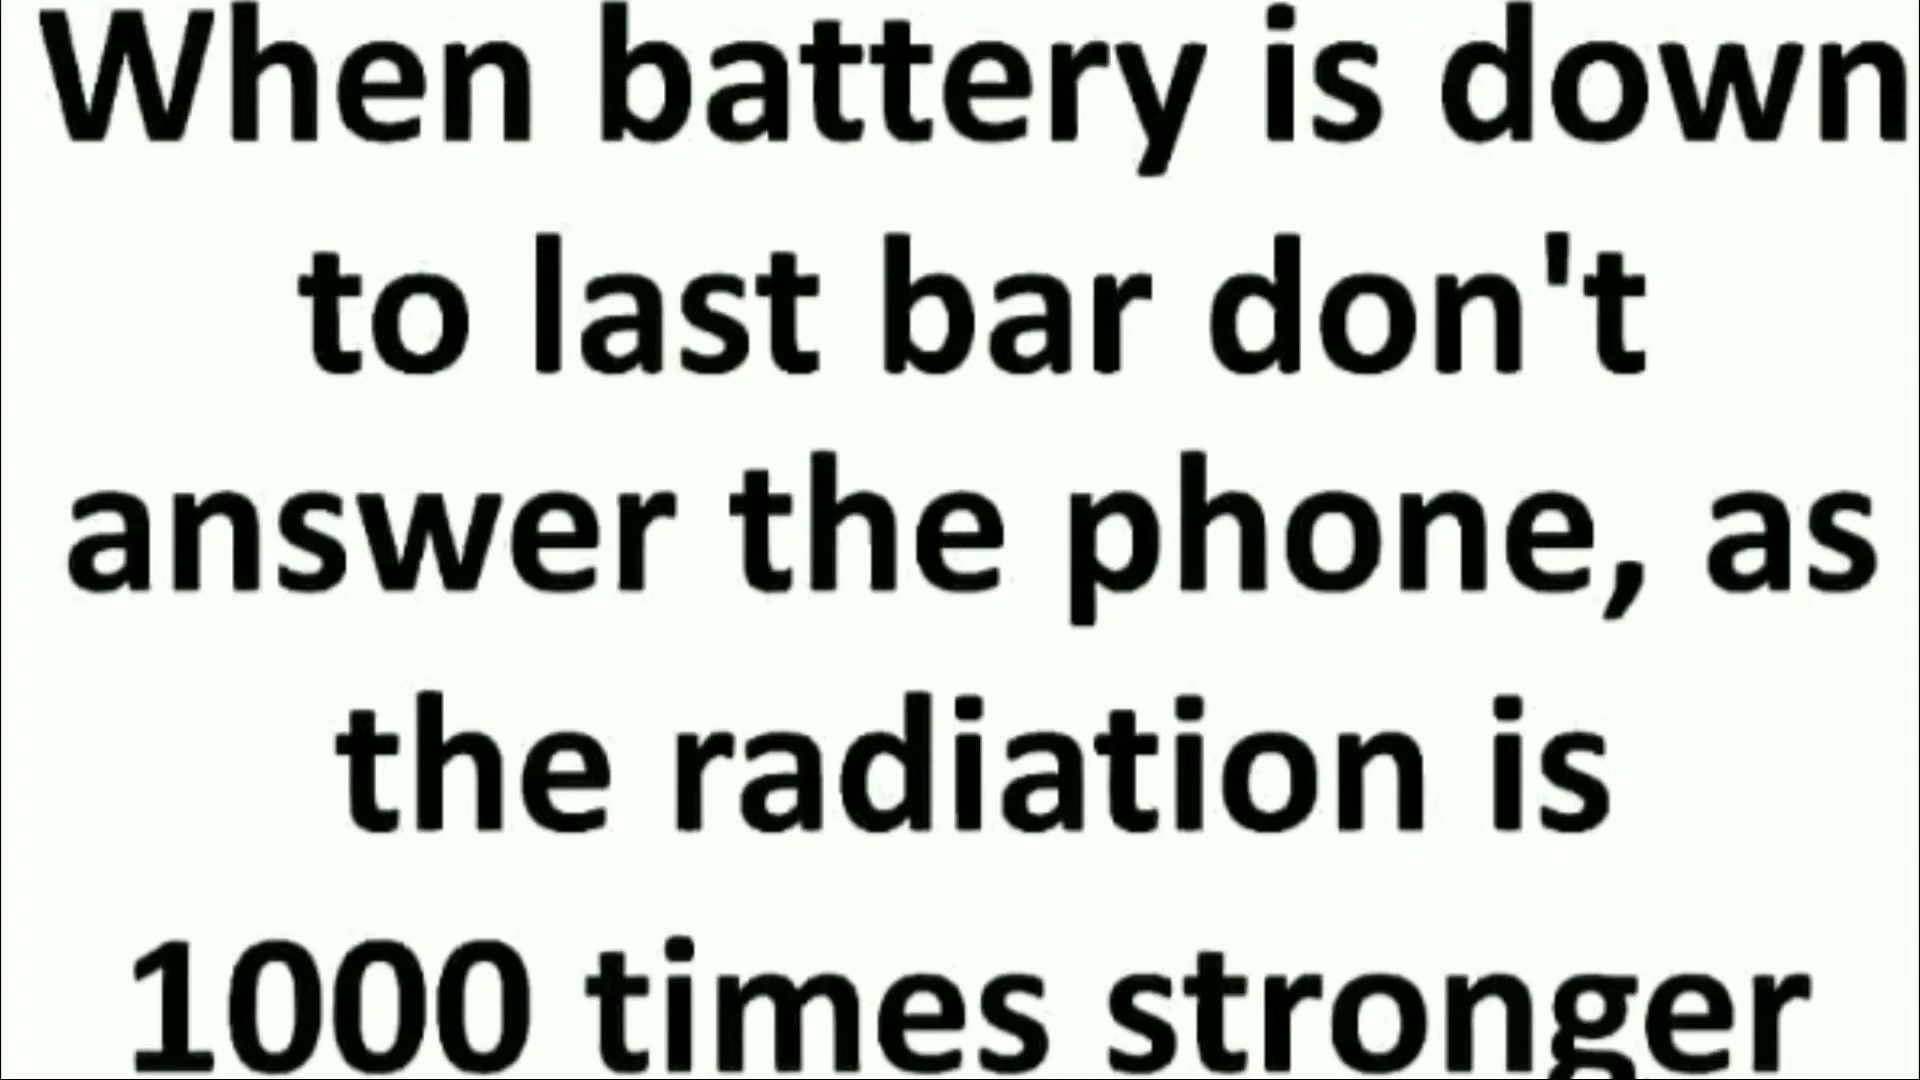 When battery is down
to last bar don't
answer the phone, as
the radiation is
1000 times stronger